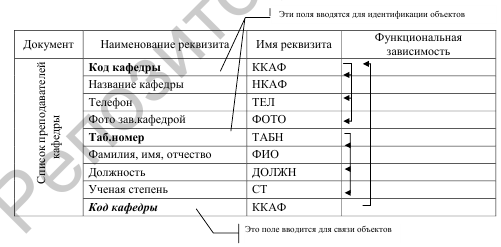 Эти поля вводятся для идентификации объектов
Документ Наименование реквизита Имя реквизита Функциональная зависимость
Список преподавателей кафедры
Код кафедры ККАФ
Название кафедры НКАФ
Телефон ТЕЛ
Фото зав.кафедрой ФОТО
Таб.номер ТАБН
Фамилия, имя, отчество ФИО
Должность ДОЛЖН
Ученая степень СТ
Код кафедры ККАФ
Это поле вводится для связи объектов
Репозито